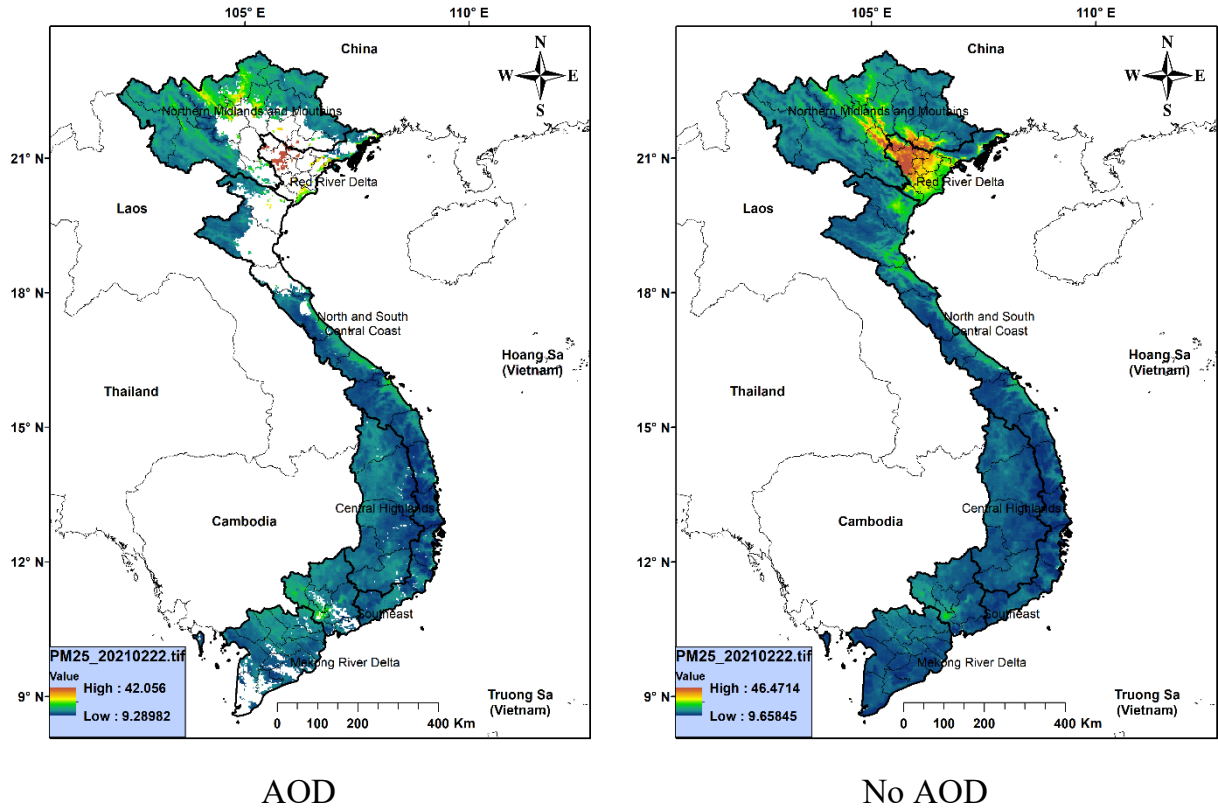 105° E
110° E
China
N
W
E
S
Northern Midlands and Moutains
21° N
Red River Delta
Laos
18° N
North and South
Central Coast
Hoang Sa
(Vietnam)
Thailand
15° N
Central Highlands
Cambodia
12° N
Southeast
Mekong River Delta
PM25_20210222.tif
Value
High : 42.056
Low : 9.28982
9° N
Truong Sa
(Vietnam)
0 100 200 400 Km
AOD
105° E
110° E
China
N
W
E
S
Northern Midlands and Moutains
21° N
Red River Delta
Laos
18° N
North and South
Central Coast
Hoang Sa
(Vietnam)
Thailand
15° N
Central Highlands
Cambodia
12° N
Southeast
Mekong River Delta
PM25_20210222.tif
Value
High : 46.4714
Low : 9.65845
9° N
Truong Sa
(Vietnam)
0 50 100 200 300 400 Km
No AOD